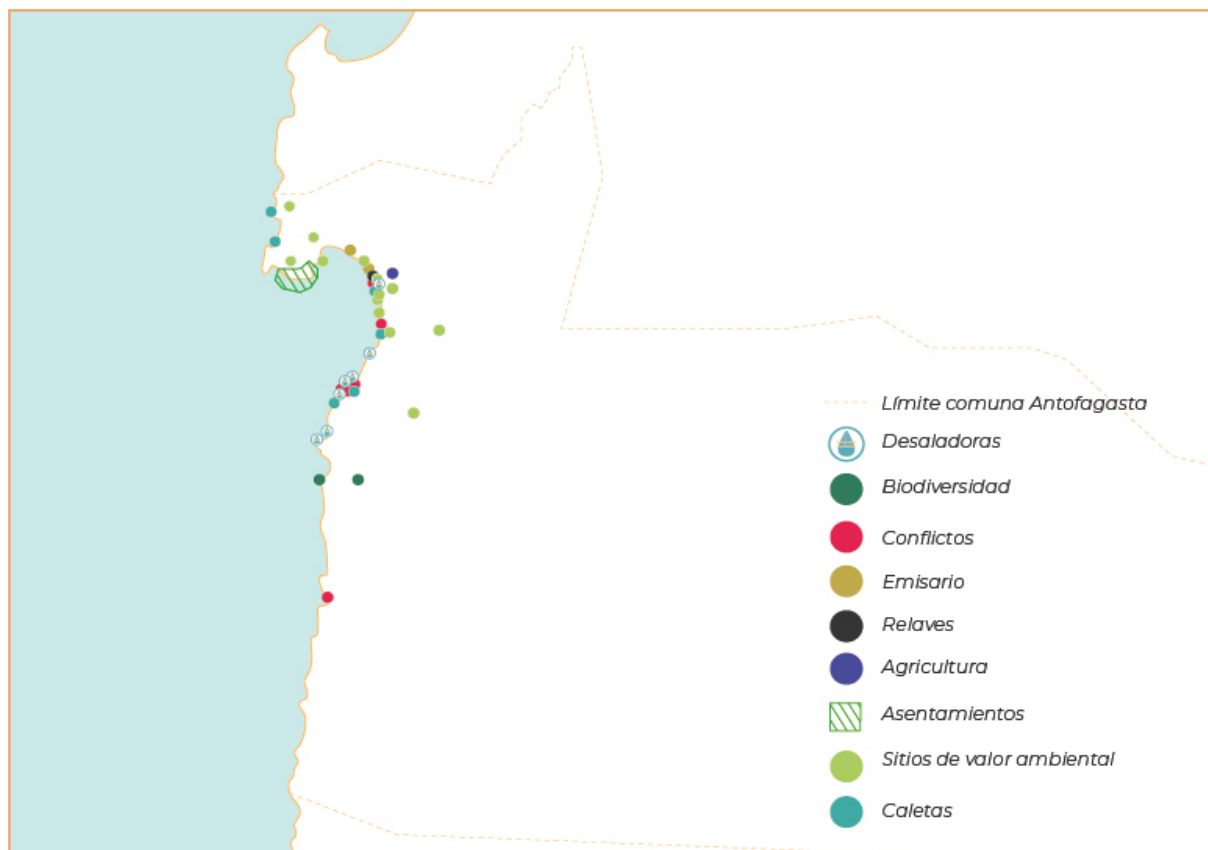 Límite comuna Antofagasta
Desaladoras
Biodiversidad
Conflictos
Emisario
Relaves
Agricultura
Asentamientos
Sitios de valor ambiental
Caletas